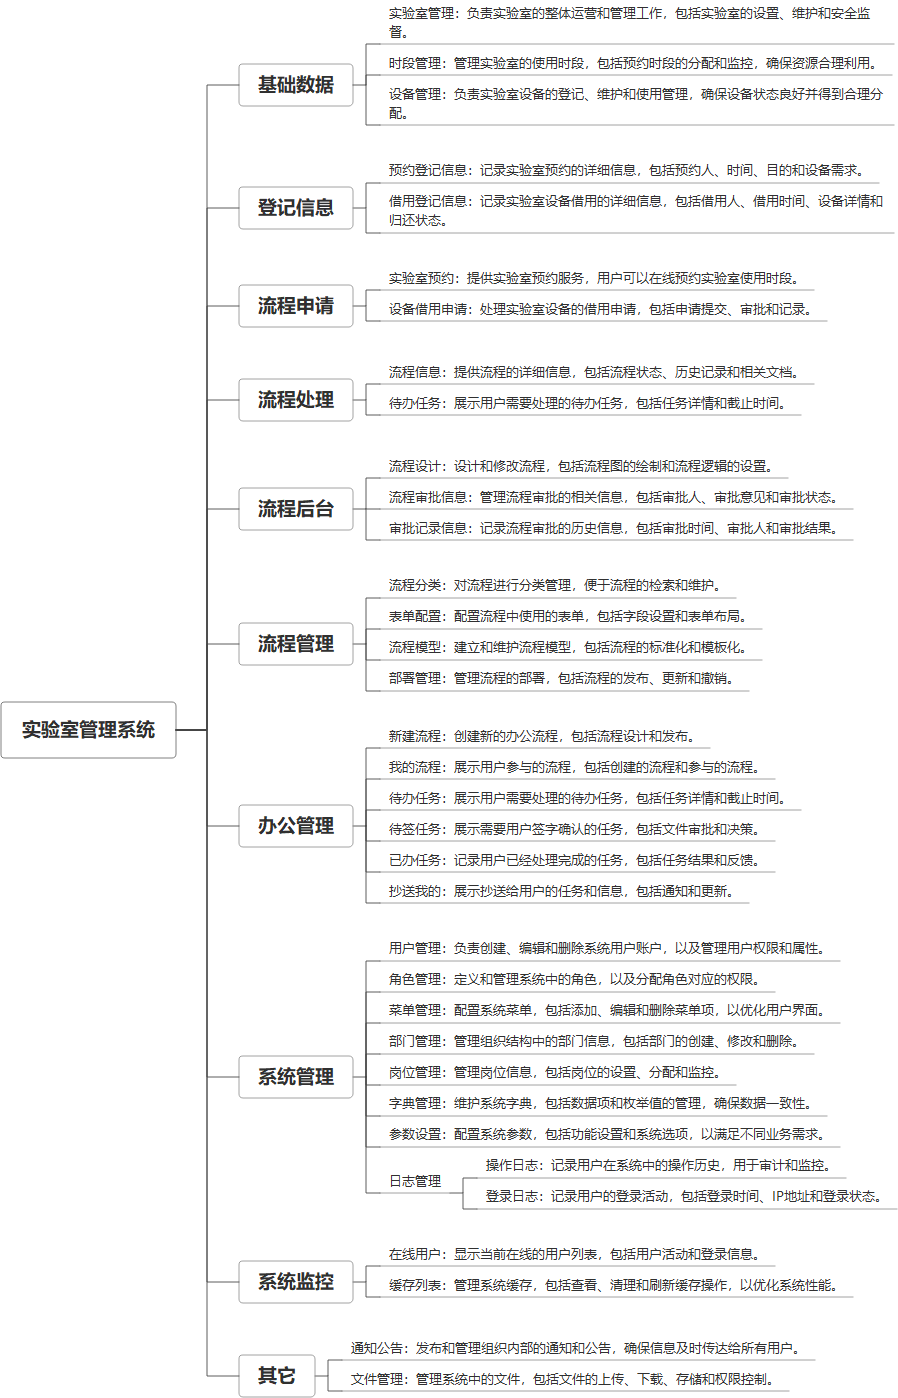 实验室管理系统
基础数据
实验室管理：负责实验室的整体运营和管理工作，包括实验室的设置、维护和安全监
督。
时段管理：管理实验室的使用时段，包括预约时段的分配和监控，确保资源合理利用。
设备管理：负责实验室设备的登记、维护和使用管理，确保设备状态良好并得到合理分
配。
登记信息
预约登记信息：记录实验室预约的详细信息，包括预约人、时间、目的和设备需求。
借用登记信息：记录实验室设备借用的详细信息，包括借用人、借用时间、设备详情和
归还状态。
流程申请
实验室预约：提供实验室预约服务，用户可以在线预约实验室使用时段。
设备借用申请：处理实验室设备的借用申请，包括申请提交、审批和记录。
流程处理
流程信息：提供流程的详细信息，包括流程状态、历史记录和相关文档。
待办任务：展示用户需要处理的待办任务，包括任务详情和截止时间。
流程后台
流程设计：设计和修改流程，包括流程图的绘制和流程逻辑的设置。
流程审批信息：管理流程审批的相关信息，包括审批人、审批意见和审批状态。
审批记录信息：记录流程审批的历史信息，包括审批时间、审批人和审批结果。
流程管理
流程分类：对流程进行分类管理，便于流程的检索和维护。
表单配置：配置流程中使用的表单，包括字段设置和表单布局。
流程模型：建立和维护流程模型，包括流程的标准化和模板化。
部署管理：管理流程的部署，包括流程的发布、更新和撤销。
办公管理
新建流程：创建新的办公流程，包括流程设计和发布。
我的流程：展示用户参与的流程，包括创建的流程和参与的流程。
待办任务：展示用户需要处理的待办任务，包括任务详情和截止时间。
待签任务：展示需要用户签字确认的任务，包括文件审批和决策。
已办任务：记录用户已经处理完成的任务，包括任务结果和反馈。
抄送我的：展示抄送给用户的任务和信息，包括通知和更新。
系统管理
用户管理：负责创建、编辑和删除系统用户账户，以及管理用户权限和属性。
角色管理：定义和管理系统中的角色，以及分配角色对应的权限。
菜单管理：配置系统菜单，包括添加、编辑和删除菜单项，以优化用户界面。
部门管理：管理组织结构中的部门信息，包括部门的创建、修改和删除。
岗位管理：管理岗位信息，包括岗位的设置、分配和监控。
字典管理：维护系统字典，包括数据项和枚举值的管理，确保数据一致性。
参数设置：配置系统参数，包括功能设置和系统选项，以满足不同业务需求。
日志管理
操作日志：记录用户在系统中的操作历史，用于审计和监控。
登录日志：记录用户的登录活动，包括登录时间、IP地址和登录状态。
系统监控
在线用户：显示当前在线的用户列表，包括用户活动和登录信息。
缓存列表：管理系统缓存，包括查看、清理和刷新缓存操作，以优化系统性能。
其它
通知公告：发布和管理组织内部的通知和公告，确保信息及时传达给所有用户。
文件管理：管理系统中的文件，包括文件的上传、下载、存储和权限控制。